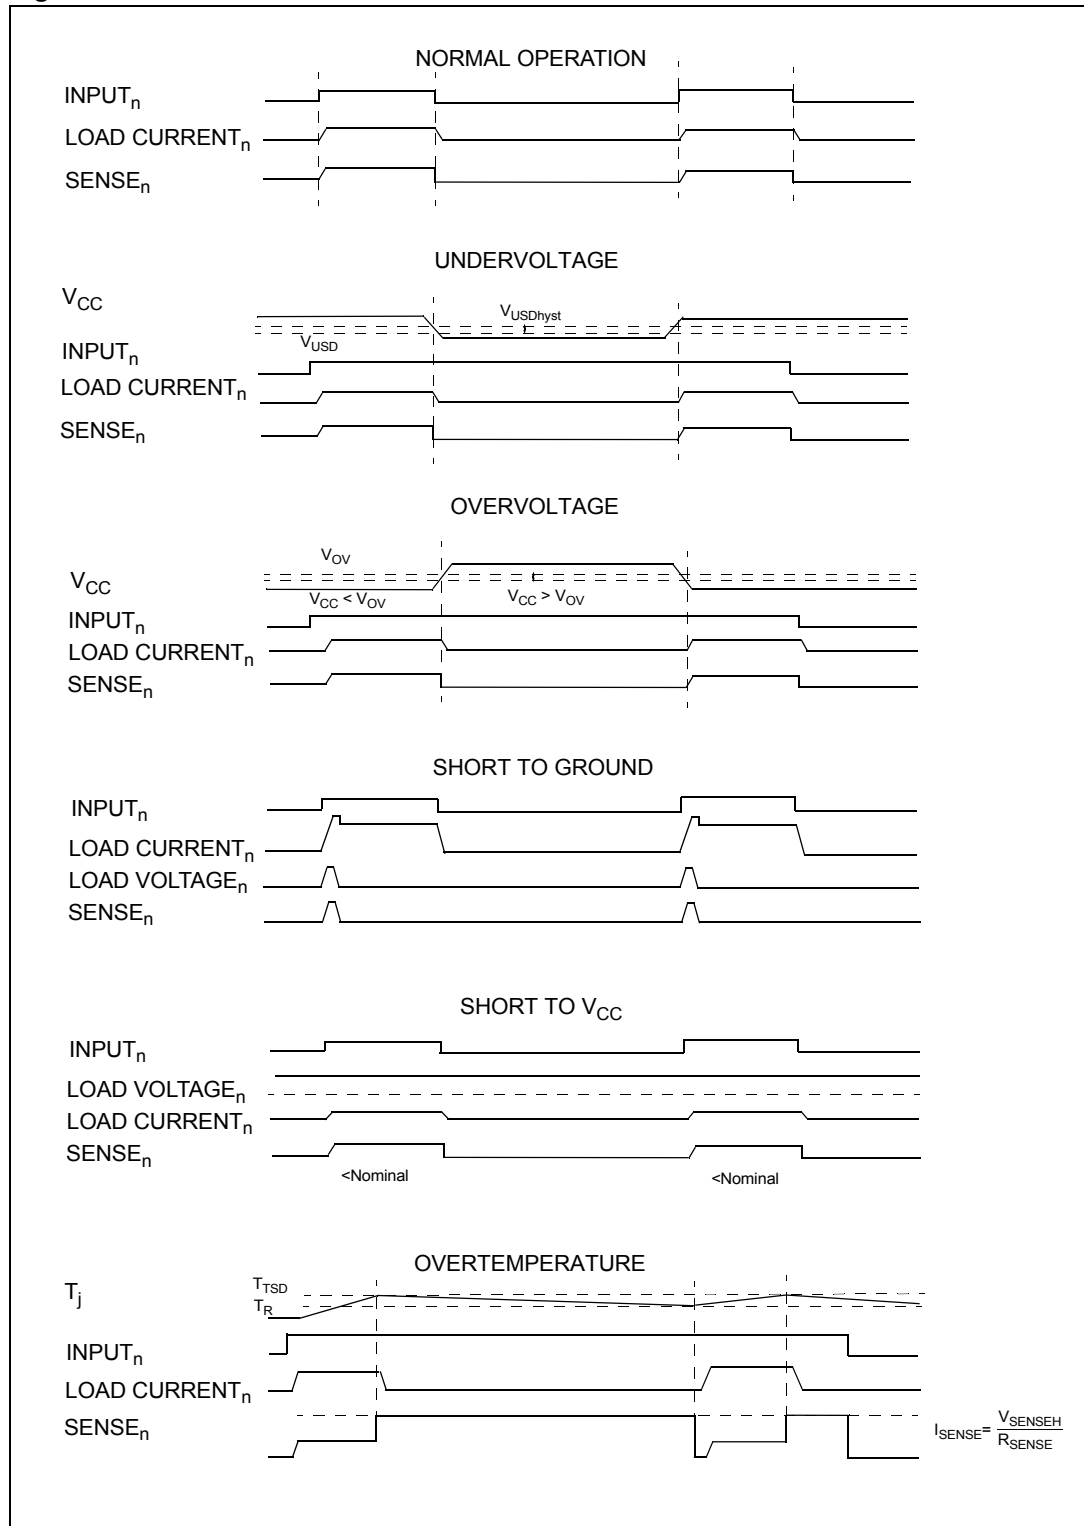 NORMAL OPERATION
INPUTn
LOAD CURRENTn
SENSEn
UNDERVOLTAGE
VCC
VUSDhyst
VUSD
INPUTn
LOAD CURRENTn
SENSEn
OVERVOLTAGE
VOV
VCC
VCC < VOV
VCC > VOV
INPUTn
LOAD CURRENTn
SENSEn
SHORT TO GROUND
INPUTn
LOAD CURRENTn
LOAD VOLTAGEn
SENSEn
SHORT TO VCC
INPUTn
LOAD VOLTAGEn
LOAD CURRENTn
SENSEn
<Nominal
<Nominal
OVERTEMPERATURE
Tj
TTSD
TR
INPUTn
LOAD CURRENTn
SENSEn
ISENSE= VSENSEH
RSENSE